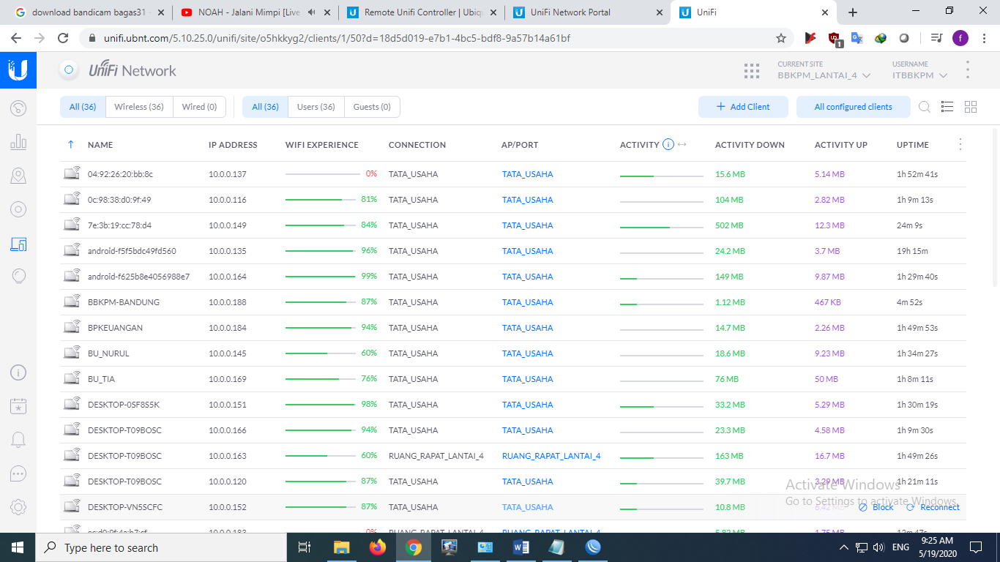 download bandicam bagas31 -
NOAH - Jalani Mimpi [Live
Remote Unifi Controller | Ubiqu
UniFi Network Portal
UniFi
unifi.ubnt.com/5.10.25.0/unifi/site/o5hkkyg2/clients/1/50?d=18d5d019-e7b1-4bc5-bdf8-9a57b14a61bf
1
f
UniFi Network
CURRENT SITE
BBKPM_LANTAI_4
USERNAME
ITBBKPM
All (36) Wireless (36) Wired (0) All (36) Users (36) Guests (0) + Add Client All configured clients
NAME IP ADDRESS WIFI EXPERIENCE CONNECTION AP/PORT ACTIVITY ACTIVITY DOWN ACTIVITY UP UPTIME
04:92:26:20:bb:8c 10.0.0.137 0% TATA_USAHA TATA_USAHA 15.6 MB 5.14 MB 1h 52m 41s
0c:98:38:d0:9f:49 10.0.0.116 81% TATA_USAHA TATA_USAHA 104 MB 2.82 MB 1h 9m 13s
7e:3b:19:cc:78:d4 10.0.0.149 84% TATA_USAHA TATA_USAHA 502 MB 12.3 MB 24m 9s
android-f5f5bdc49fd560 10.0.0.135 96% TATA_USAHA TATA_USAHA 24.2 MB 3.7 MB 19h 15m
android-f625b8e4056988e7 10.0.0.164 99% TATA_USAHA TATA_USAHA 149 MB 9.87 MB 1h 29m 40s
BBKPM-BANDUNG 10.0.0.188 87% TATA_USAHA TATA_USAHA 1.12 MB 467 KB 4m 52s
BPKEUANGAN 10.0.0.184 94% TATA_USAHA TATA_USAHA 14.7 MB 2.26 MB 1h 49m 53s
BU_NURUL 10.0.0.145 60% TATA_USAHA TATA_USAHA 18.6 MB 9.23 MB 1h 34m 27s
BU_TIA 10.0.0.169 76% TATA_USAHA TATA_USAHA 76 MB 50 MB 1h 8m 11s
DESKTOP-0SF8S5K 10.0.0.151 98% TATA_USAHA TATA_USAHA 33.2 MB 5.29 MB 1h 30m 19s
DESKTOP-T09BOSC 10.0.0.166 94% TATA_USAHA TATA_USAHA 23.3 MB 4.58 MB 1h 9m 30s
DESKTOP-T09BOSC 10.0.0.163 60% RUANG_RAPAT_LANTAI_4 RUANG_RAPAT_LANTAI_4 163 MB 16.7 MB 1h 49m 26s
DESKTOP-T09BOSC 10.0.0.120 87% TATA_USAHA TATA_USAHA 39.7 MB 3.29 MB 1h 21m 11s
Activate Windows
Go to Settings to activate Windows.
DESKTOP-VN5SCFC 10.0.0.152 87% TATA_USAHA TATA_USAHA 10.8 MB Block Reconnect
10.0.0.183 0% RUANG_RAPAT_LANTAI_4 RUANG_RAPAT_LANTAI_4 5.82 MB 1.75 MB 12m 47s
Type here to search
ENG
9:25 AM
5/19/2020